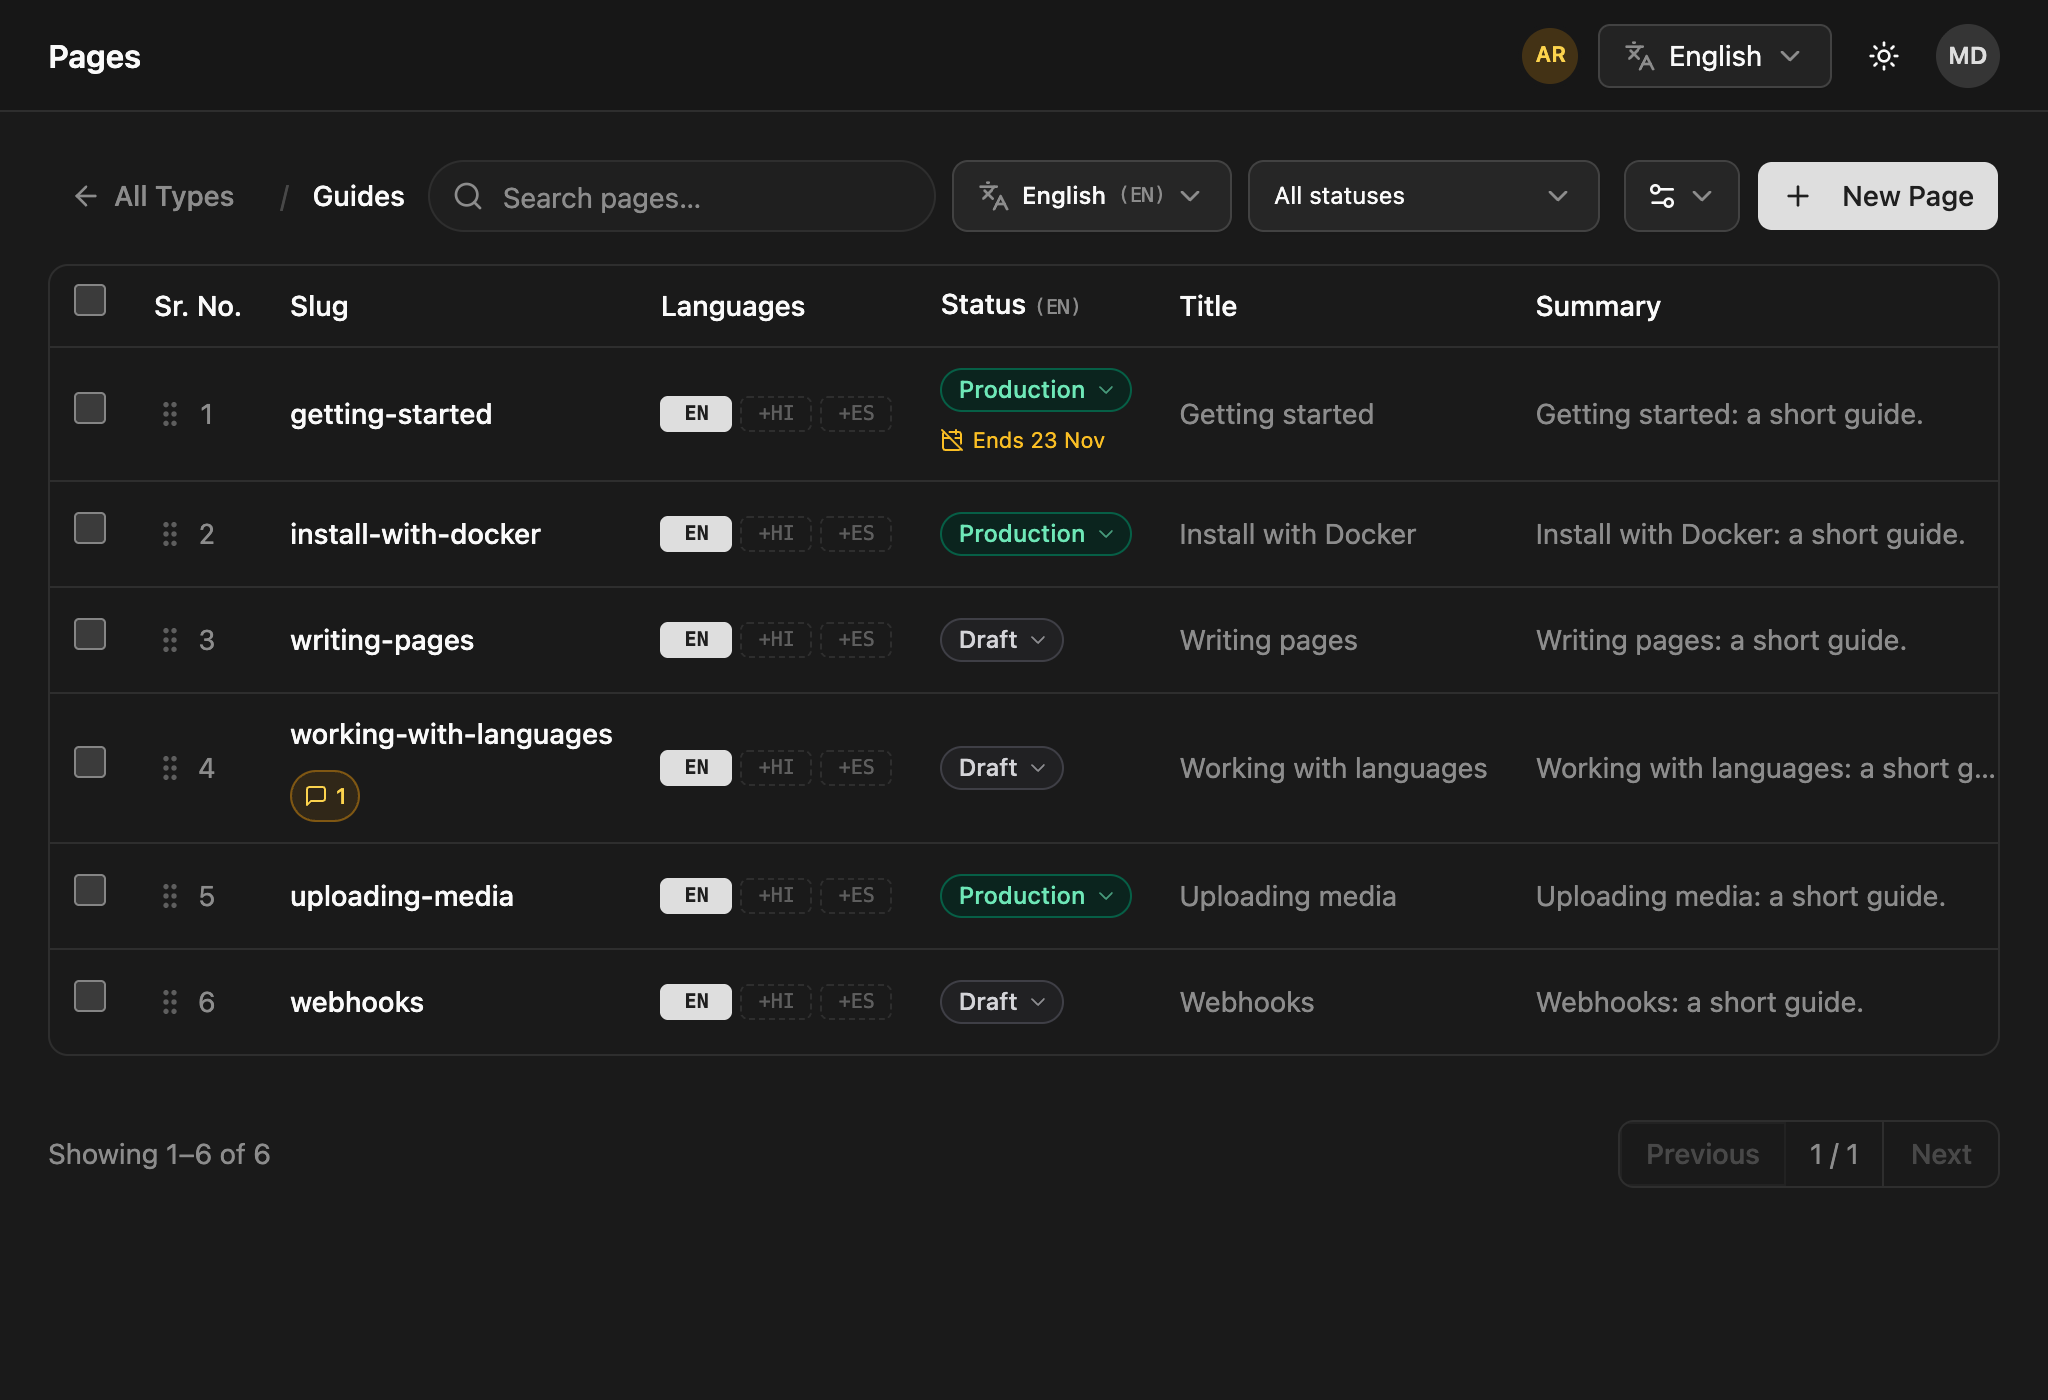 Pages
AR
English
MD
All Types / Guides
Search pages...
English (EN)
All statuses
New Page
Sr. No. Slug Languages Status (EN) Title Summary
1 getting-started EN +HI +ES Production Getting started Getting started: a short guide.
Ends 23 Nov
2 install-with-docker EN +HI +ES Production Install with Docker Install with Docker: a short guide.
3 writing-pages EN +HI +ES Draft Writing pages Writing pages: a short guide.
4 working-with-languages EN +HI +ES Draft Working with languages Working with languages: a short g...
1
5 uploading-media EN +HI +ES Production Uploading media Uploading media: a short guide.
6 webhooks EN +HI +ES Draft Webhooks Webhooks: a short guide.
Showing 1–6 of 6
Previous 1 / 1 Next